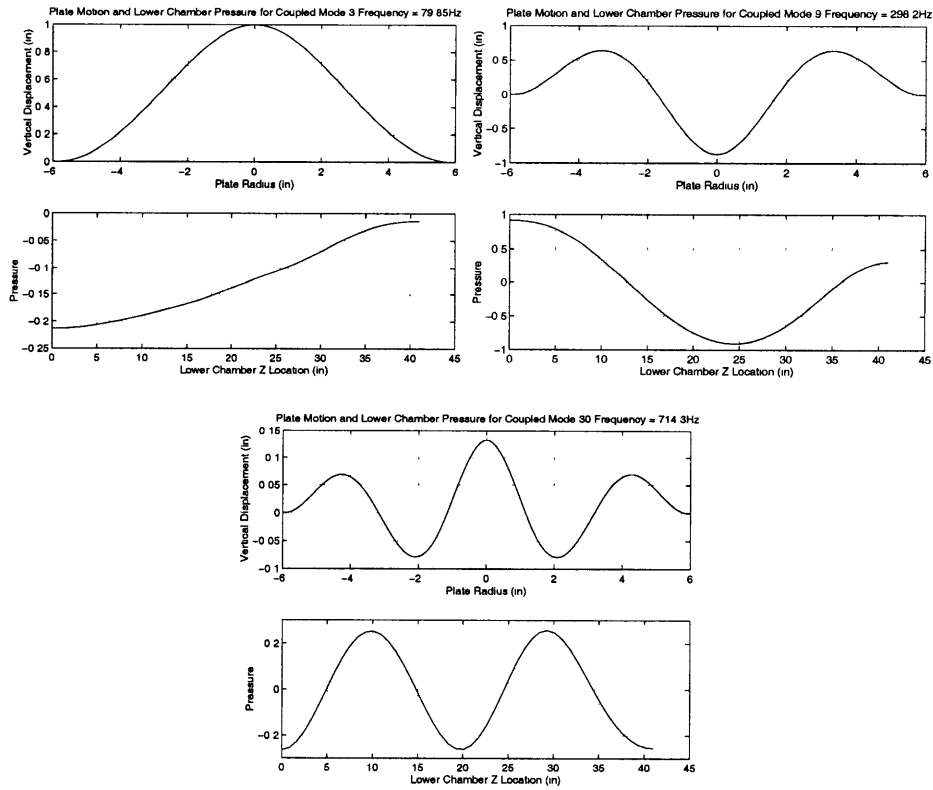 Plate Motion and Lower Chamber Pressure for Coupled Mode 3 Frequency = 79 85Hz
Vertical Displacement (in)
1
0 8
0 6
0 4
0 2
0
−6 −4 −2 0 2 4 6
Plate Radius (in)
Pressure
0
−0 05
−0 1
−0 15
−0 2
−0 25
0 5 10 15 20 25 30 35 40 45
Lower Chamber Z Location (in)
Plate Motion and Lower Chamber Pressure for Coupled Mode 9 Frequency = 298 2Hz
Vertical Displacement (in)
1
0.5
0
−0.5
−1
−6 −4 −2 0 2 4 6
Plate Radius (in)
Pressure
1
0 5
0
−0 5
−1
0 5 10 15 20 25 30 35 40 45
Lower Chamber Z Location (in)
Plate Motion and Lower Chamber Pressure for Coupled Mode 30 Frequency = 714 3Hz
Vertical Displacement (in)
0 15
0 1
0 05
0
−0 05
−0 1
−6 −4 −2 0 2 4 6
Plate Radius (in)
Pressure
0 2
0
−0 2
0 5 10 15 20 25 30 35 40 45
Lower Chamber Z Location (in)